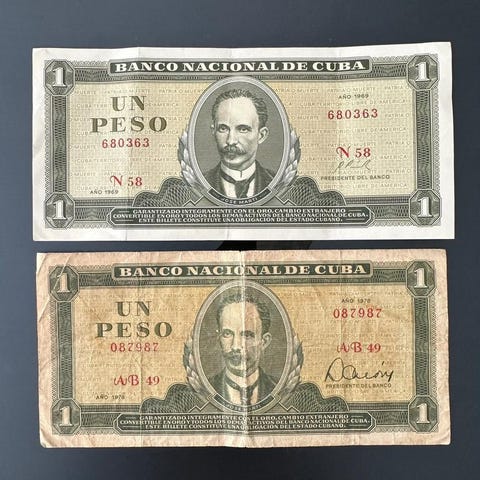 1 BANCO NACIONAL DE CUBA 1
UN
PESO
680363
N 58
AÑO 1969
AÑO 1969
680363
N 58
PRESIDENTE DEL BANCO
JOSE MARTI
GARANTIZADO INTEGRAMENTE CON EL ORO, CAMBIO EXTRANJERO
CONVERTIBLE EN ORO Y TODOS LOS DEMAS ACTIVOS DEL BANCO NACIONAL DE CUBA.
ESTE BILLETE CONSTITUYE UNA OBLIGACION DEL ESTADO CUBANO.
1 1
1 BANCO NACIONAL DE CUBA 1
UN
PESO
087987
AB 49
AÑO 1978
AÑO 1978
087987
AB 49
PRESIDENTE DEL BANCO
GARANTIZADO INTEGRAMENTE CON EL ORO, CAMBIO EXTRANJERO
CONVERTIBLE EN ORO Y TODOS LOS DEMAS ACTIVOS DEL BANCO NACIONAL DE CUBA.
ESTE BILLETE CONSTITUYE UNA OBLIGACION DEL ESTADO CUBANO.
1 1